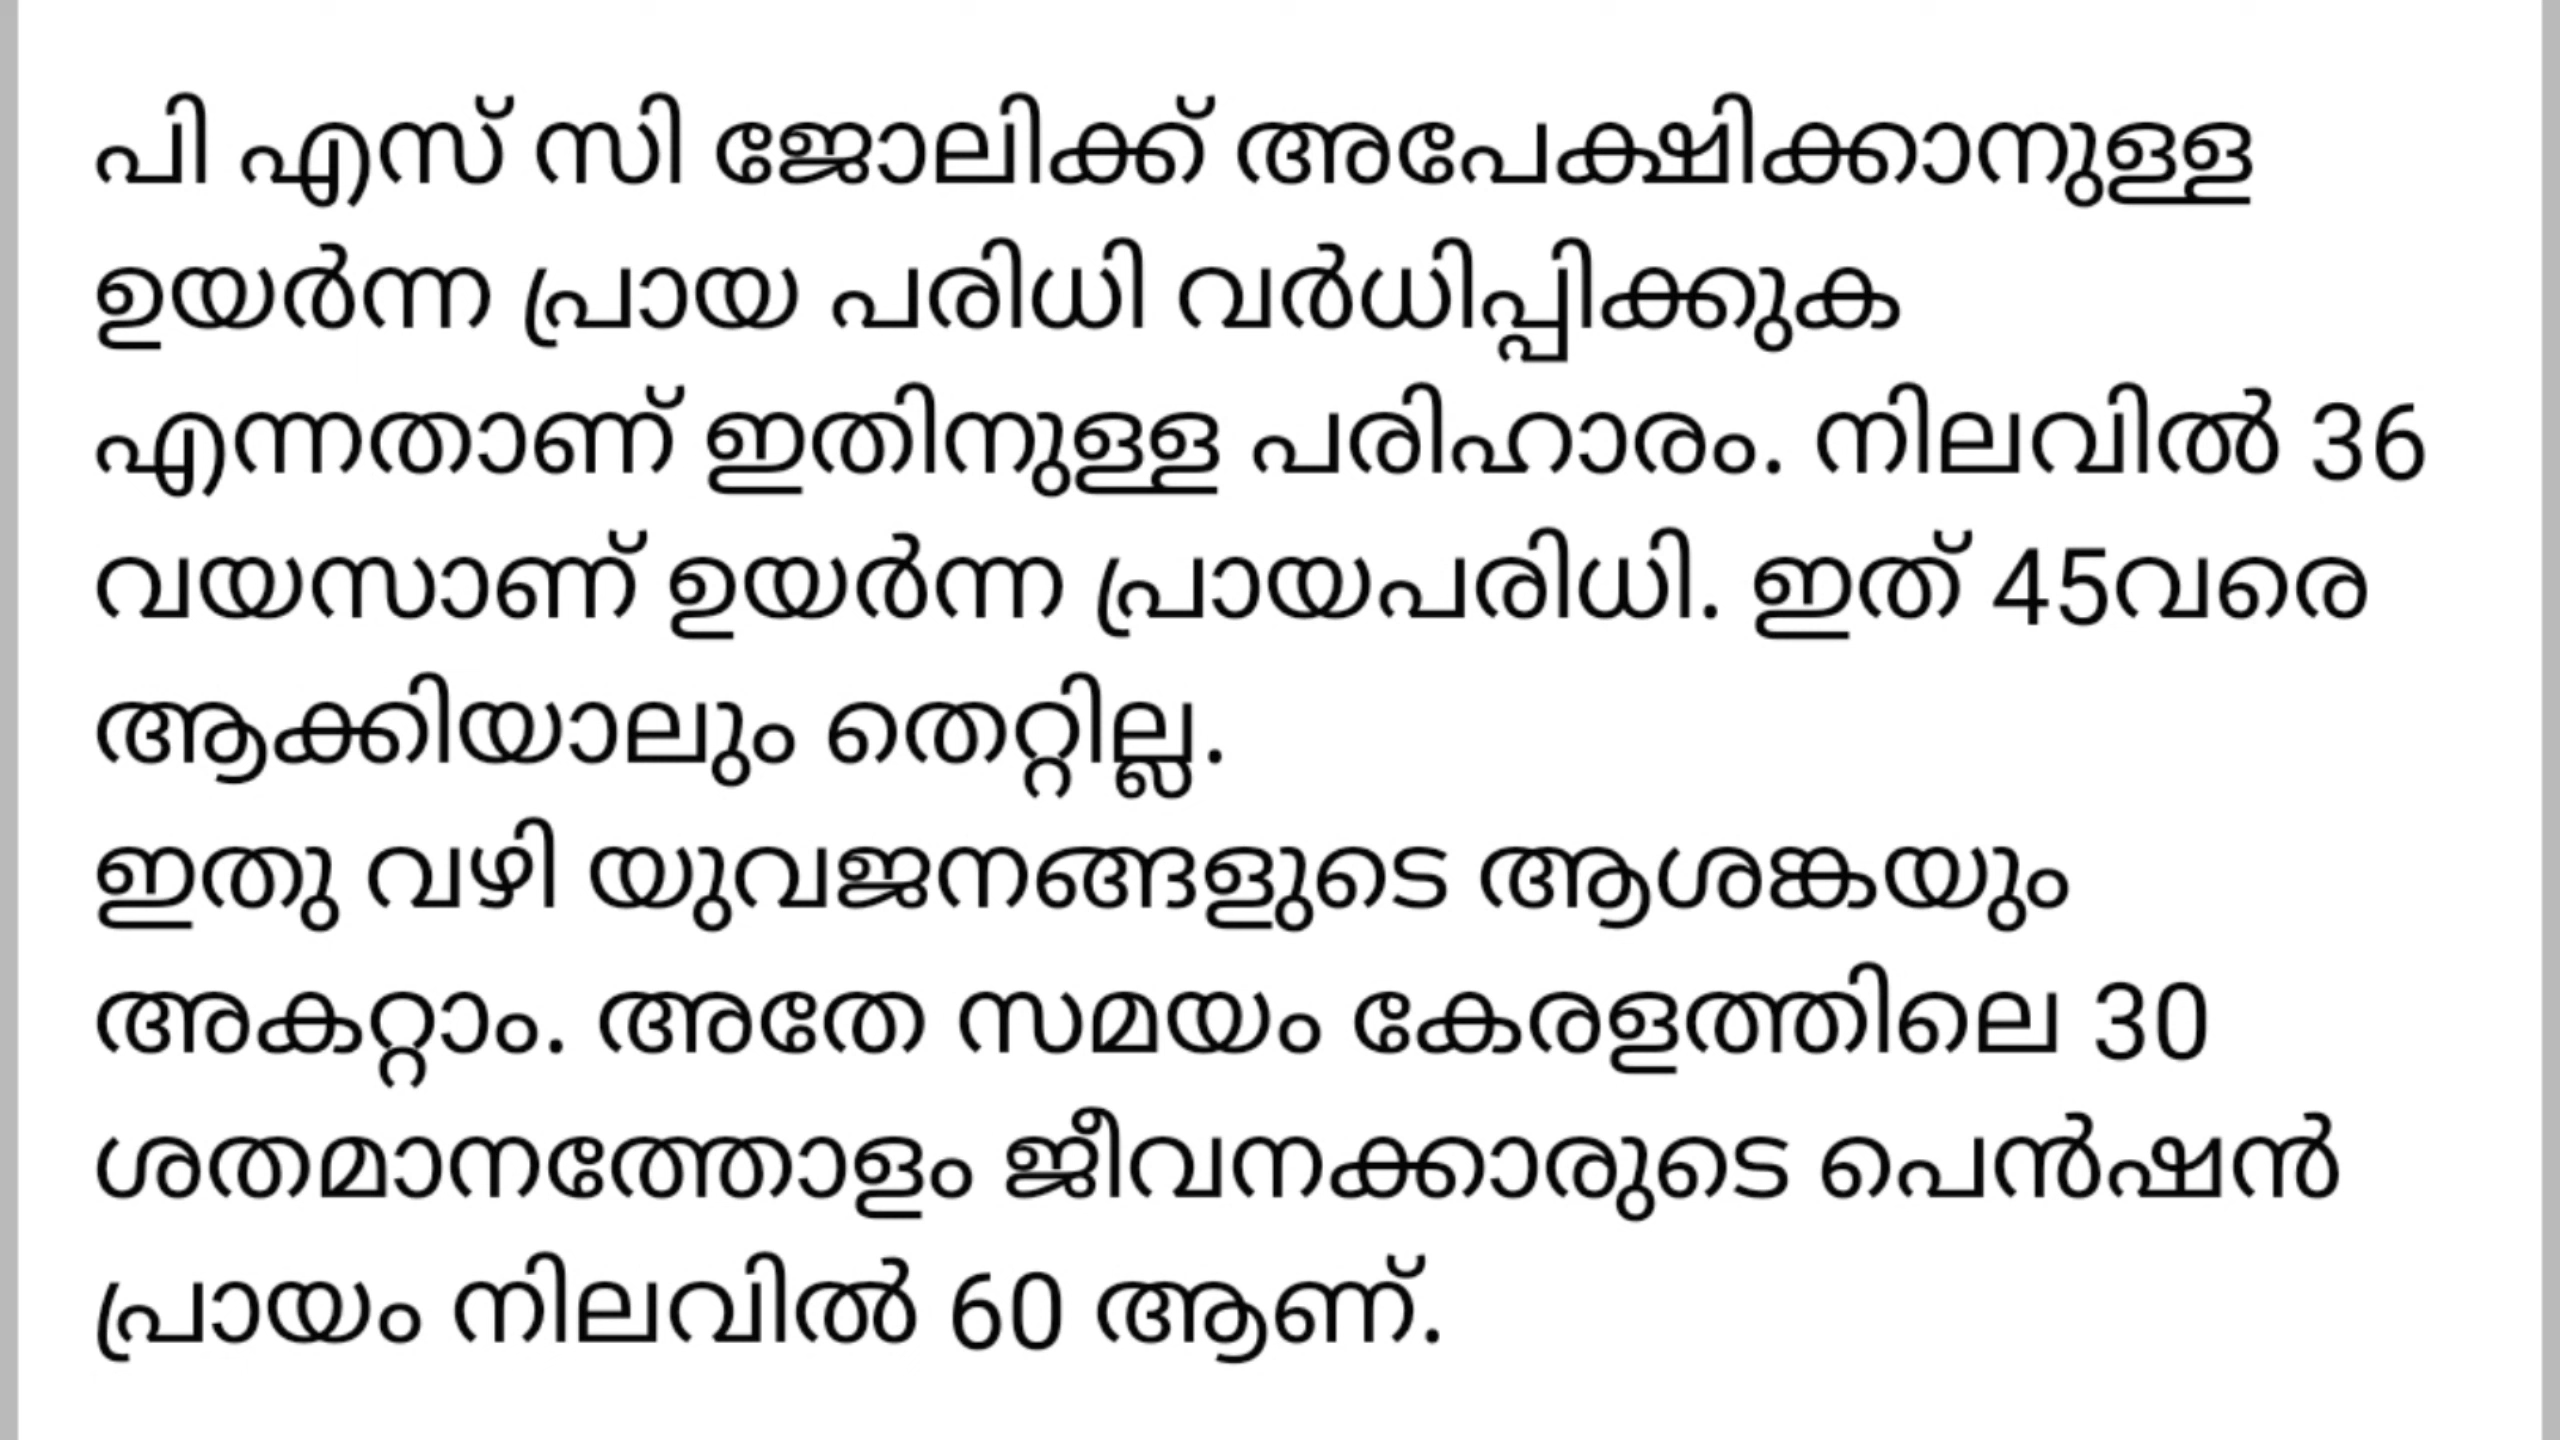 പി എസ് സി ജോലിക്ക് അപേക്ഷിക്കാനുള്ള
ഉയർന്ന പ്രായ പരിധി വർധിപ്പിക്കുക
എന്നതാണ് ഇതിനുള്ള പരിഹാരം. നിലവിൽ 36
വയസാണ് ഉയർന്ന പ്രായപരിധി. ഇത് 45വരെ
ആക്കിയാലും തെറ്റില്ല.
ഇതു വഴി യുവജനങ്ങളുടെ ആശങ്കയും
അകറ്റാം. അതേ സമയം കേരളത്തിലെ 30
ശതമാനത്തോളം ജീവനക്കാരുടെ പെൻഷൻ
പ്രായം നിലവിൽ 60 ആണ്.